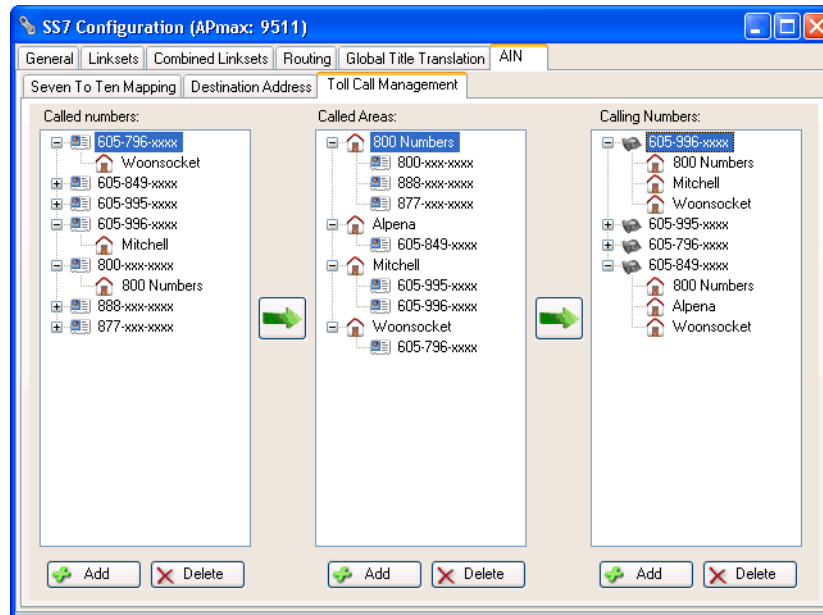 SS7 Configuration (APmax: 9511)
General Linksets Combined Linksets Routing Global Title Translation AIN
Seven To Ten Mapping Destination Address Toll Call Management
Called numbers:
605-796-xxxx
Woonsocket
605-849-xxxx
605-995-xxxx
605-996-xxxx
Mitchell
800-xxx-xxxx
800 Numbers
888-xxx-xxxx
877-xxx-xxxx
Add Delete
Called Areas:
800 Numbers
800-xxx-xxxx
888-xxx-xxxx
877-xxx-xxxx
Alpena
605-849-xxxx
Mitchell
605-995-xxxx
605-996-xxxx
Woonsocket
605-796-xxxx
Add Delete
Calling Numbers:
605-996-xxxx
800 Numbers
Mitchell
Woonsocket
605-995-xxxx
605-796-xxxx
605-849-xxxx
800 Numbers
Alpena
Woonsocket
Add Delete